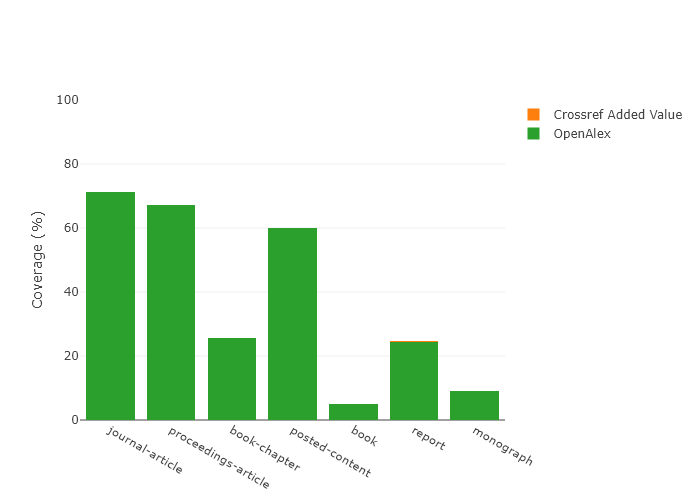 Crossref Added Value
OpenAlex
Coverage (%)
100
80
60
40
20
0
journal-article
proceedings-article
book-chapter
posted-content
book
report
monograph